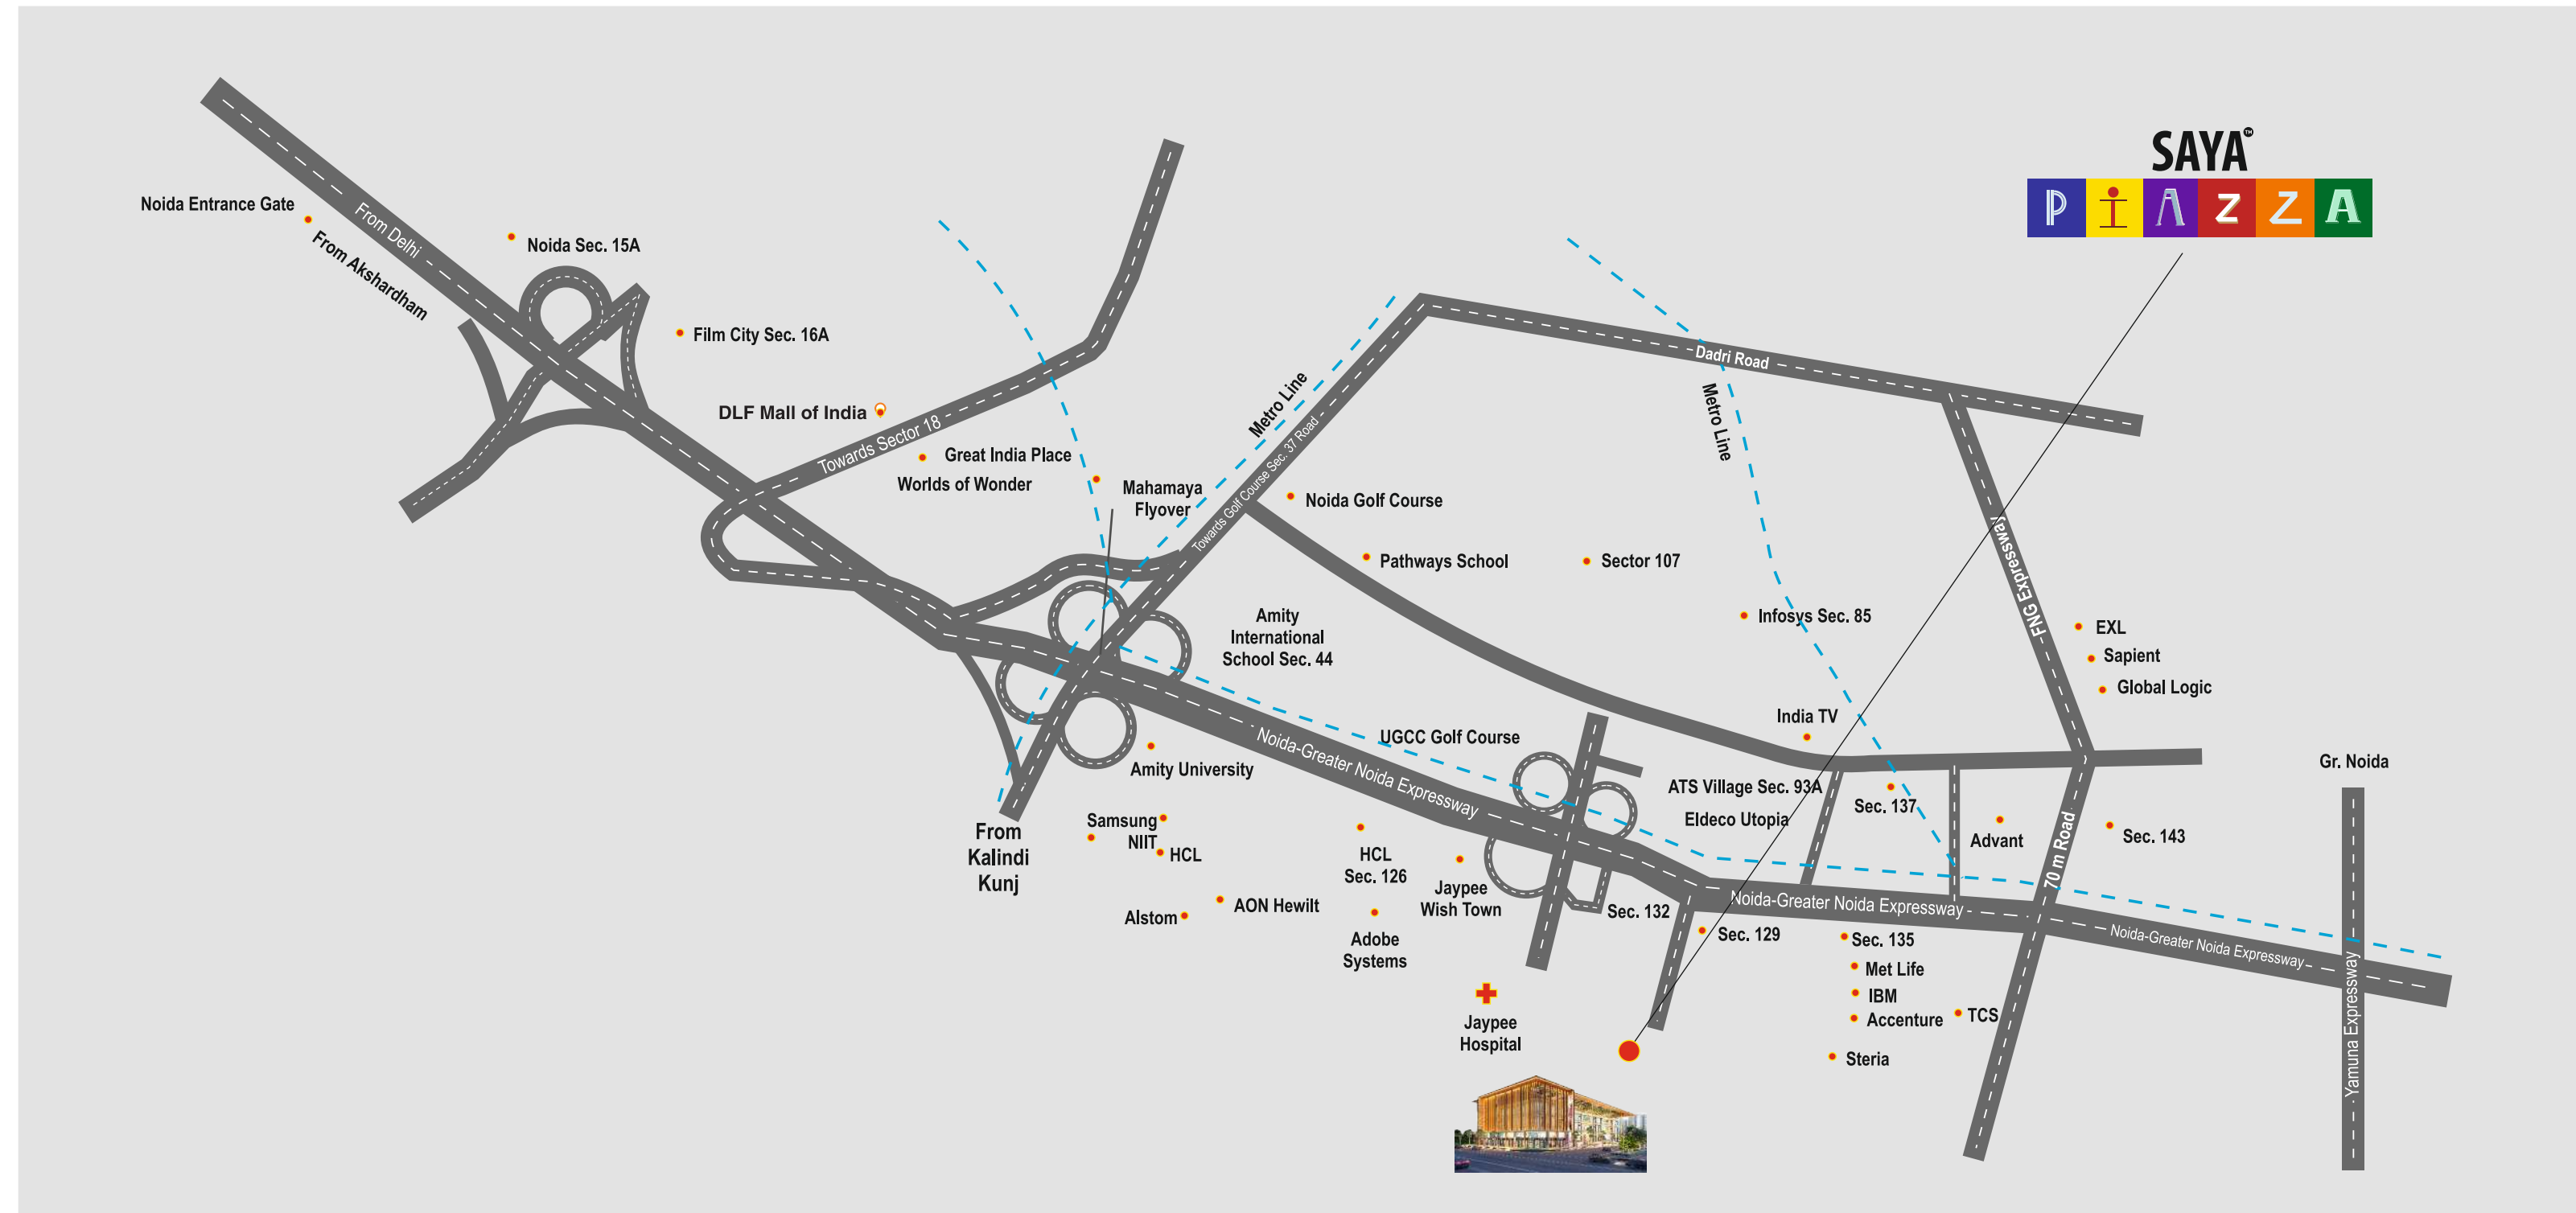 SAYA™
PiAZZA
Noida Entrance Gate
From Delhi
From Akshardham
Noida Sec. 15A
Film City Sec. 16A
DLF Mall of India
Towards Sector 18
Great India Place
Worlds of Wonder
Mahamaya
Flyover
Metro Line
Towards Golf Course Sec. 37 Road
Dadri Road
Metro Line
Noida Golf Course
Pathways School
Sector 107
Infosys Sec. 85
FNG Expressway
EXL
Sapient
Global Logic
Amity
International
School Sec. 44
India TV
UGCC Golf Course
Noida-Greater Noida Expressway
Amity University
ATS Village Sec. 93A
Eldeco Utopia
Sec. 137
Advant
70 m Road
Sec. 143
Gr. Noida
From
Kalindi
Kunj
Samsung
NIIT
HCL
HCL
Sec. 126
Jaypee
Wish Town
Alstom
AON Hewilt
Adobe
Systems
Sec. 132
Noida-Greater Noida Expressway
Noida-Greater Noida Expressway
Sec. 129
Sec. 135
Met Life
IBM
Accenture
TCS
Steria
Jaypee
Hospital
Yamuna Expressway